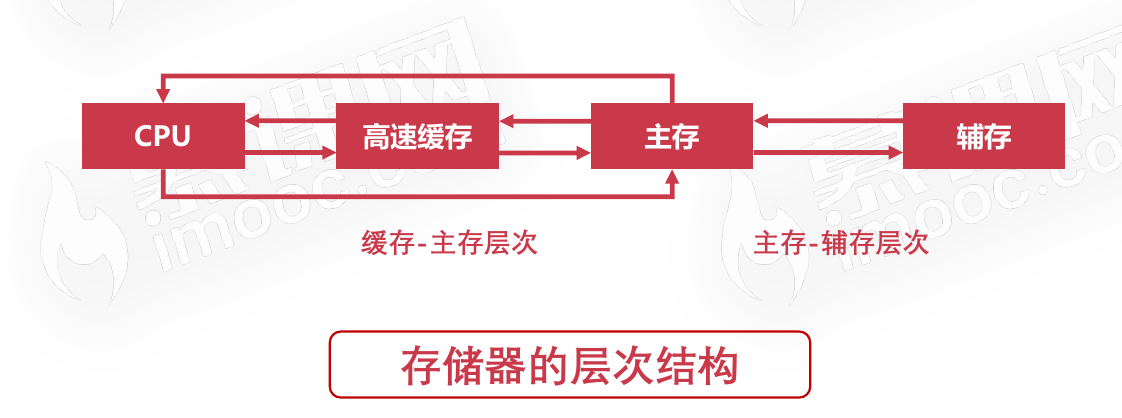 CPU
高速缓存
主存
辅存
缓存-主存层次
主存-辅存层次
存储器的层次结构
慕课网
imooc.com
慕课网
imooc.com